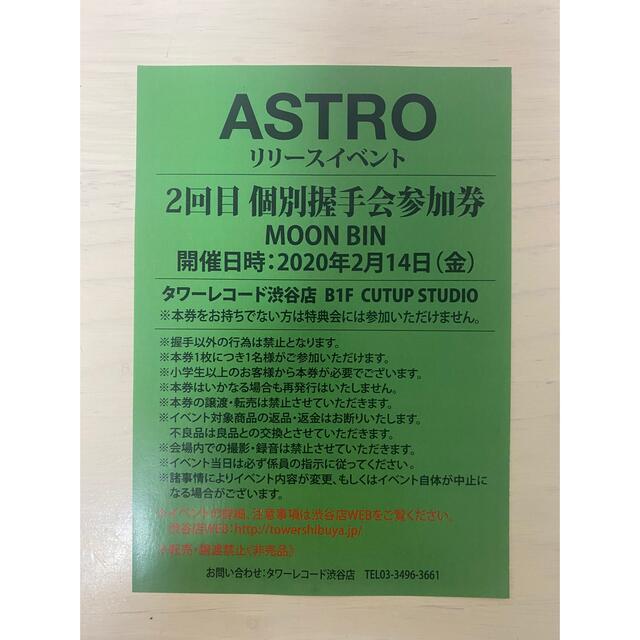 ASTRO
リリースイベント
2回目 個別握手会参加券
MOON BIN
開催日時：2020年2月14日（金）
タワーレコード渋谷店 B1F CUTUP STUDIO
※本券をお持ちでない方は特典会には参加いただけません。
※握手以外の行為は禁止となります。
※本券1枚につき1名様がご参加いただけます。
※小学生以上のお客様から本券が必要でございます。
※本券はいかなる場合も再発行はいたしません。
※本券の譲渡・転売は禁止させていただきます。
※イベント対象商品の返品・返金はお断りいたします。
不良品は良品との交換とさせていただきます。
※会場内での撮影・録音は禁止させていただきます。
※イベント当日は必ず係員の指示に従ってください。
※諸事情によりイベント内容が変更、もしくはイベント自体が中止に
なる場合がございます。
※イベントの詳細、注意事項は渋谷店WEBをご覧ください。
渋谷店WEB：http://towershibuya.jp/
※転売・譲渡禁止《非売品》
お問い合わせ：タワーレコード渋谷店 TEL03-3496-3661